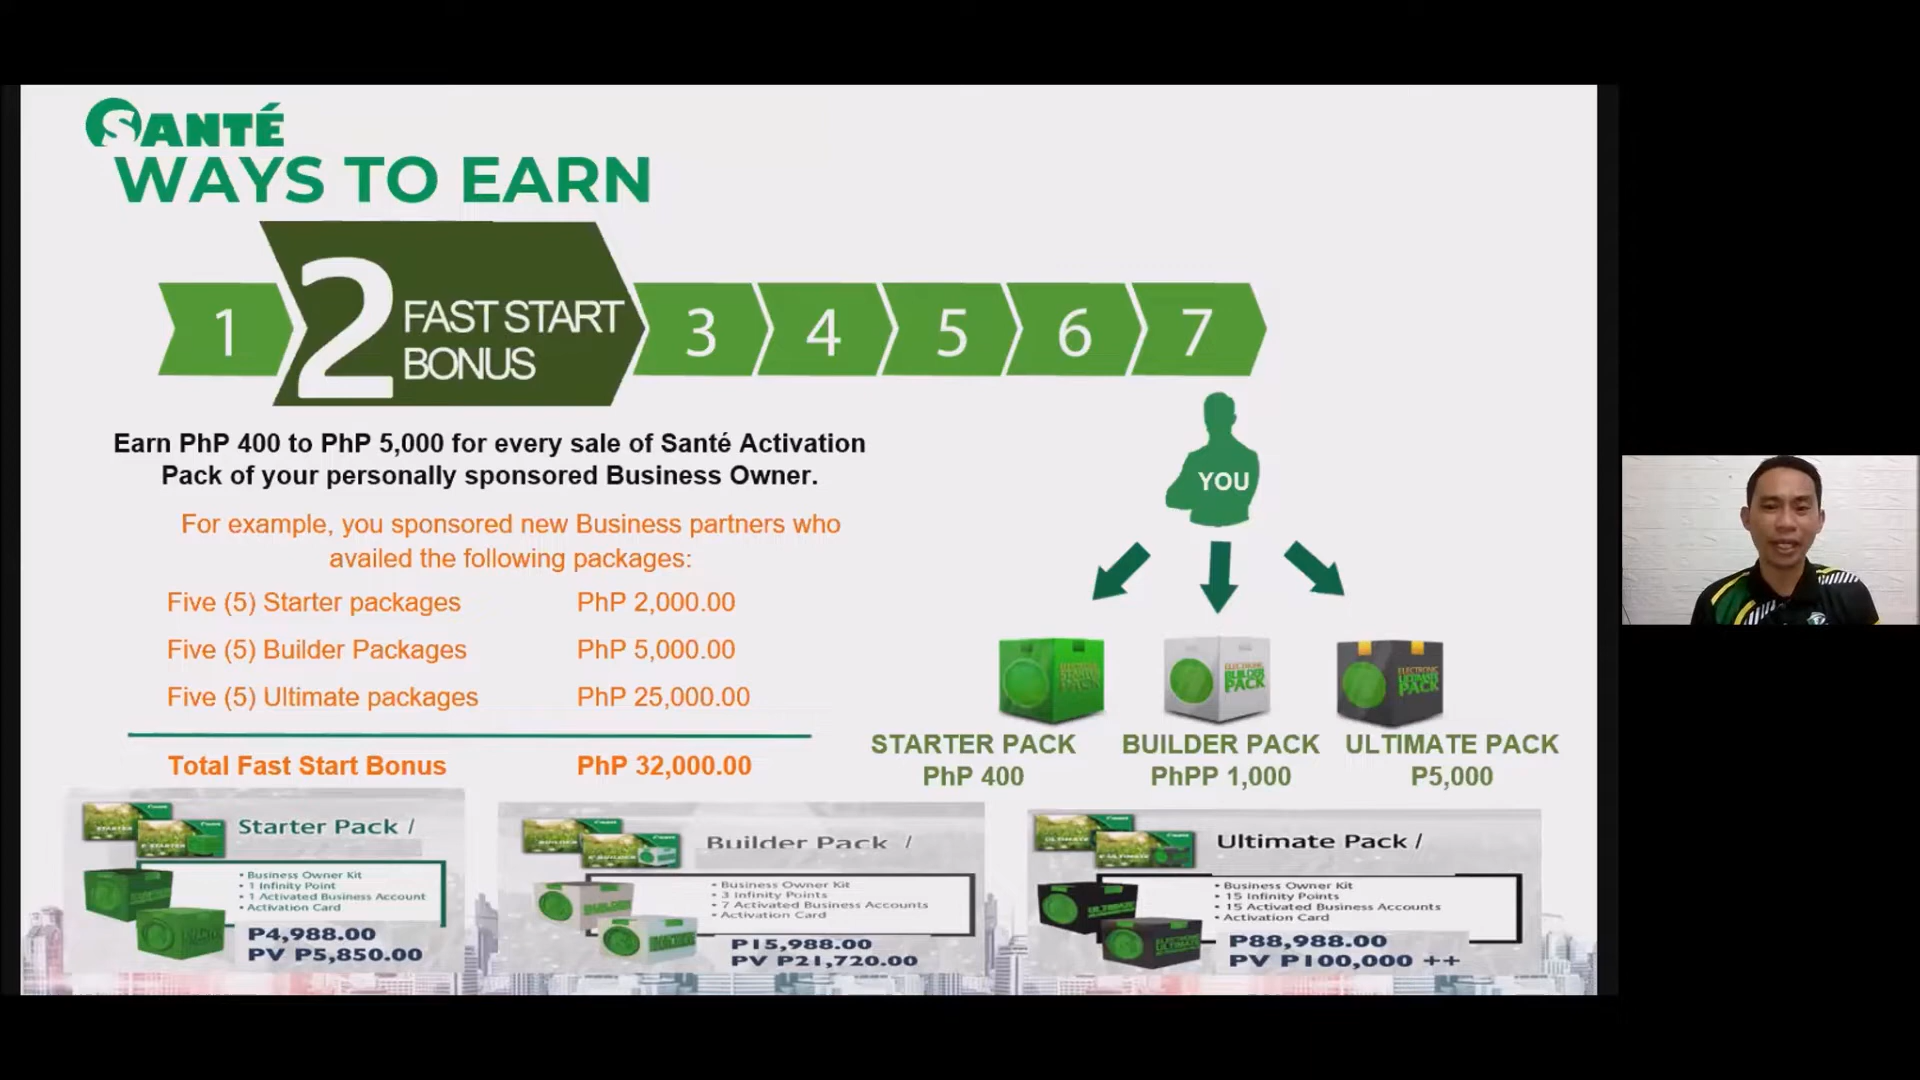 SANTÉ
WAYS TO EARN
1
2
FAST START
BONUS
3
4
5
6
7
Earn PhP 400 to PhP 5,000 for every sale of Santé Activation
Pack of your personally sponsored Business Owner.
YOU
For example, you sponsored new Business partners who
availed the following packages:
Five (5) Starter packages PhP 2,000.00
Five (5) Builder Packages PhP 5,000.00
Five (5) Ultimate packages PhP 25,000.00
Total Fast Start Bonus PhP 32,000.00
ELECTRONIC
BUILDER
PACK
ELECTRONIC
ULTIMATE
PACK
STARTER PACK
PhP 400
BUILDER PACK
PhPP 1,000
ULTIMATE PACK
P5,000
Starter Pack /
• Business Owner Kit
• 1 Infinity Point
• 1 Activated Business Account
• Activation Card
P4,988.00
PV P5,850.00
Builder Pack /
• Business Owner Kit
• 3 Infinity Points
• 7 Activated Business Accounts
• Activation Card
P15,988.00
PV P21,720.00
Ultimate Pack /
• Business Owner Kit
• 15 Infinity Points
• 15 Activated Business Accounts
• Activation Card
P88,988.00
PV P100,000 ++